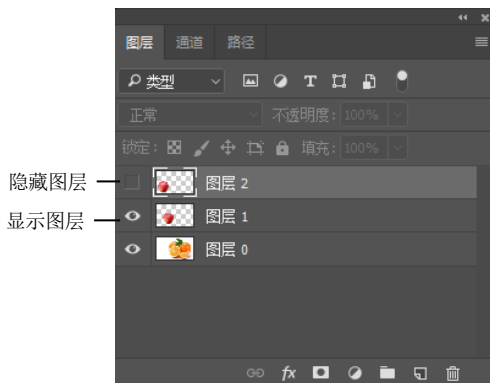 图层 通道 路径
类型 T
正常 不透明度: 100%
锁定: 填充: 100%
隐藏图层 图层 2
显示图层 图层 1
图层 0
fx